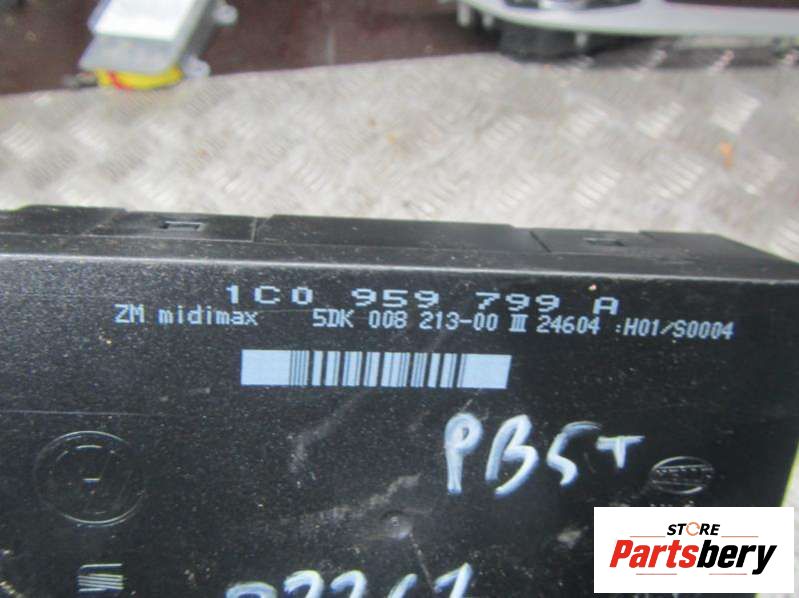 1C0 959 799 A
ZM midimax 5DK 008 213-00 III 24604 :H01/S0004
PB5T
STORE
Partsbery